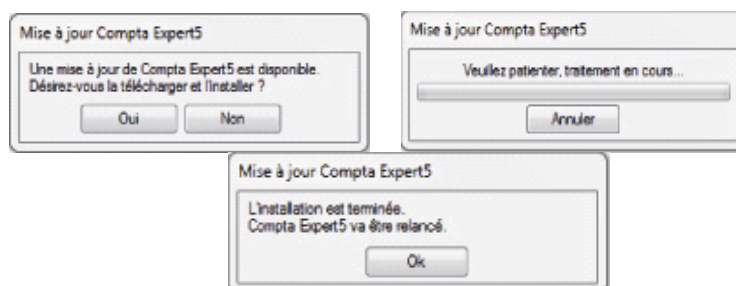 Mise à jour Compta Expert5
Une mise à jour de Compta Expert5 est disponible.
Désirez-vous la télécharger et l'installer ?
Oui
Non
Mise à jour Compta Expert5
Veuillez patienter, traitement en cours...
Annuler
Mise à jour Compta Expert5
L'installation est terminée.
Compta Expert5 va être relancé.
Ok